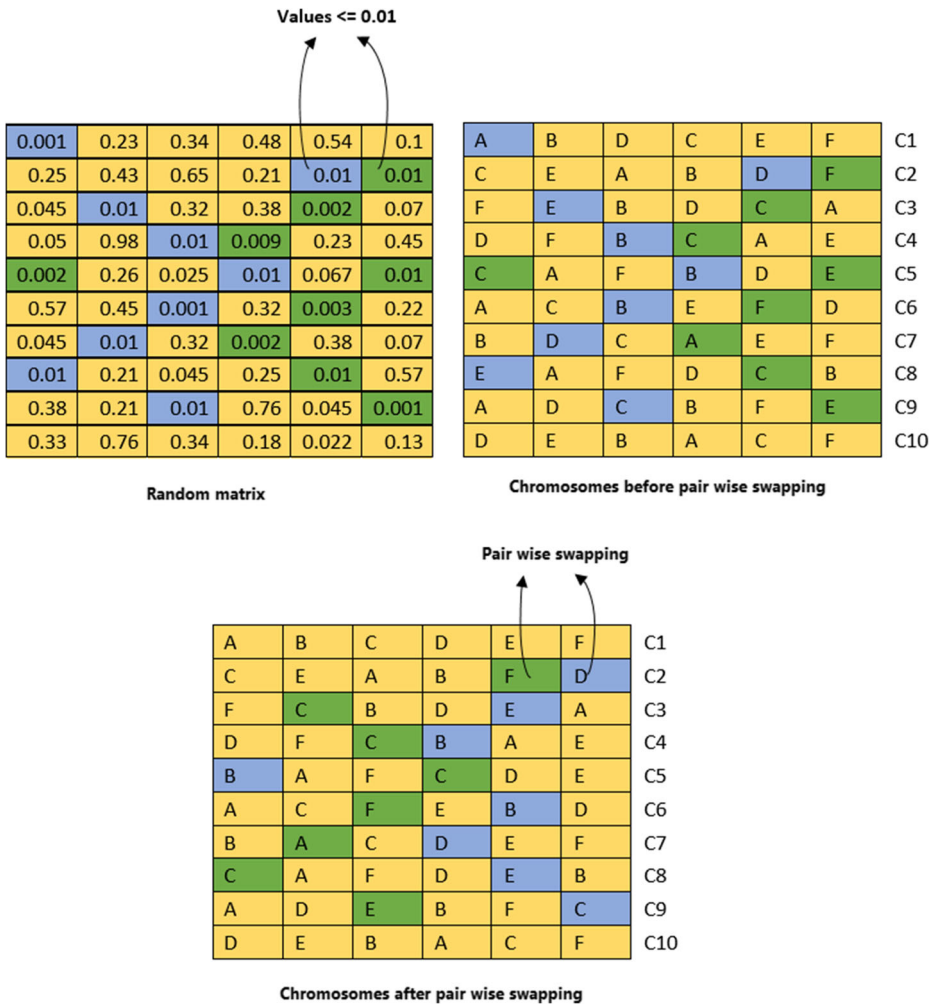 Values <= 0.01
0.001 0.23 0.34 0.48 0.54 0.1 A B D C E F C1
0.25 0.43 0.65 0.21 0.01 0.01 C E A B D F C2
0.045 0.01 0.32 0.38 0.002 0.07 F E B D C A C3
0.05 0.98 0.01 0.009 0.23 0.45 D F B C A E C4
0.002 0.26 0.025 0.01 0.067 0.01 C A F B D E C5
0.57 0.45 0.001 0.32 0.003 0.22 A C B E F D C6
0.045 0.01 0.32 0.002 0.38 0.07 B D C A E F C7
0.01 0.21 0.045 0.25 0.01 0.57 E A F D C B C8
0.38 0.21 0.01 0.76 0.045 0.001 A D C B F E C9
0.33 0.76 0.34 0.18 0.022 0.13 D E B A C F C10
Random matrix
Chromosomes before pair wise swapping
Pair wise swapping
A B C D E F C1
C E A B F D C2
F C B D E A C3
D F C B A E C4
B A F C D E C5
A C F E B D C6
B A C D E F C7
C A F D E B C8
A D E B F C C9
D E B A C F C10
Chromosomes after pair wise swapping